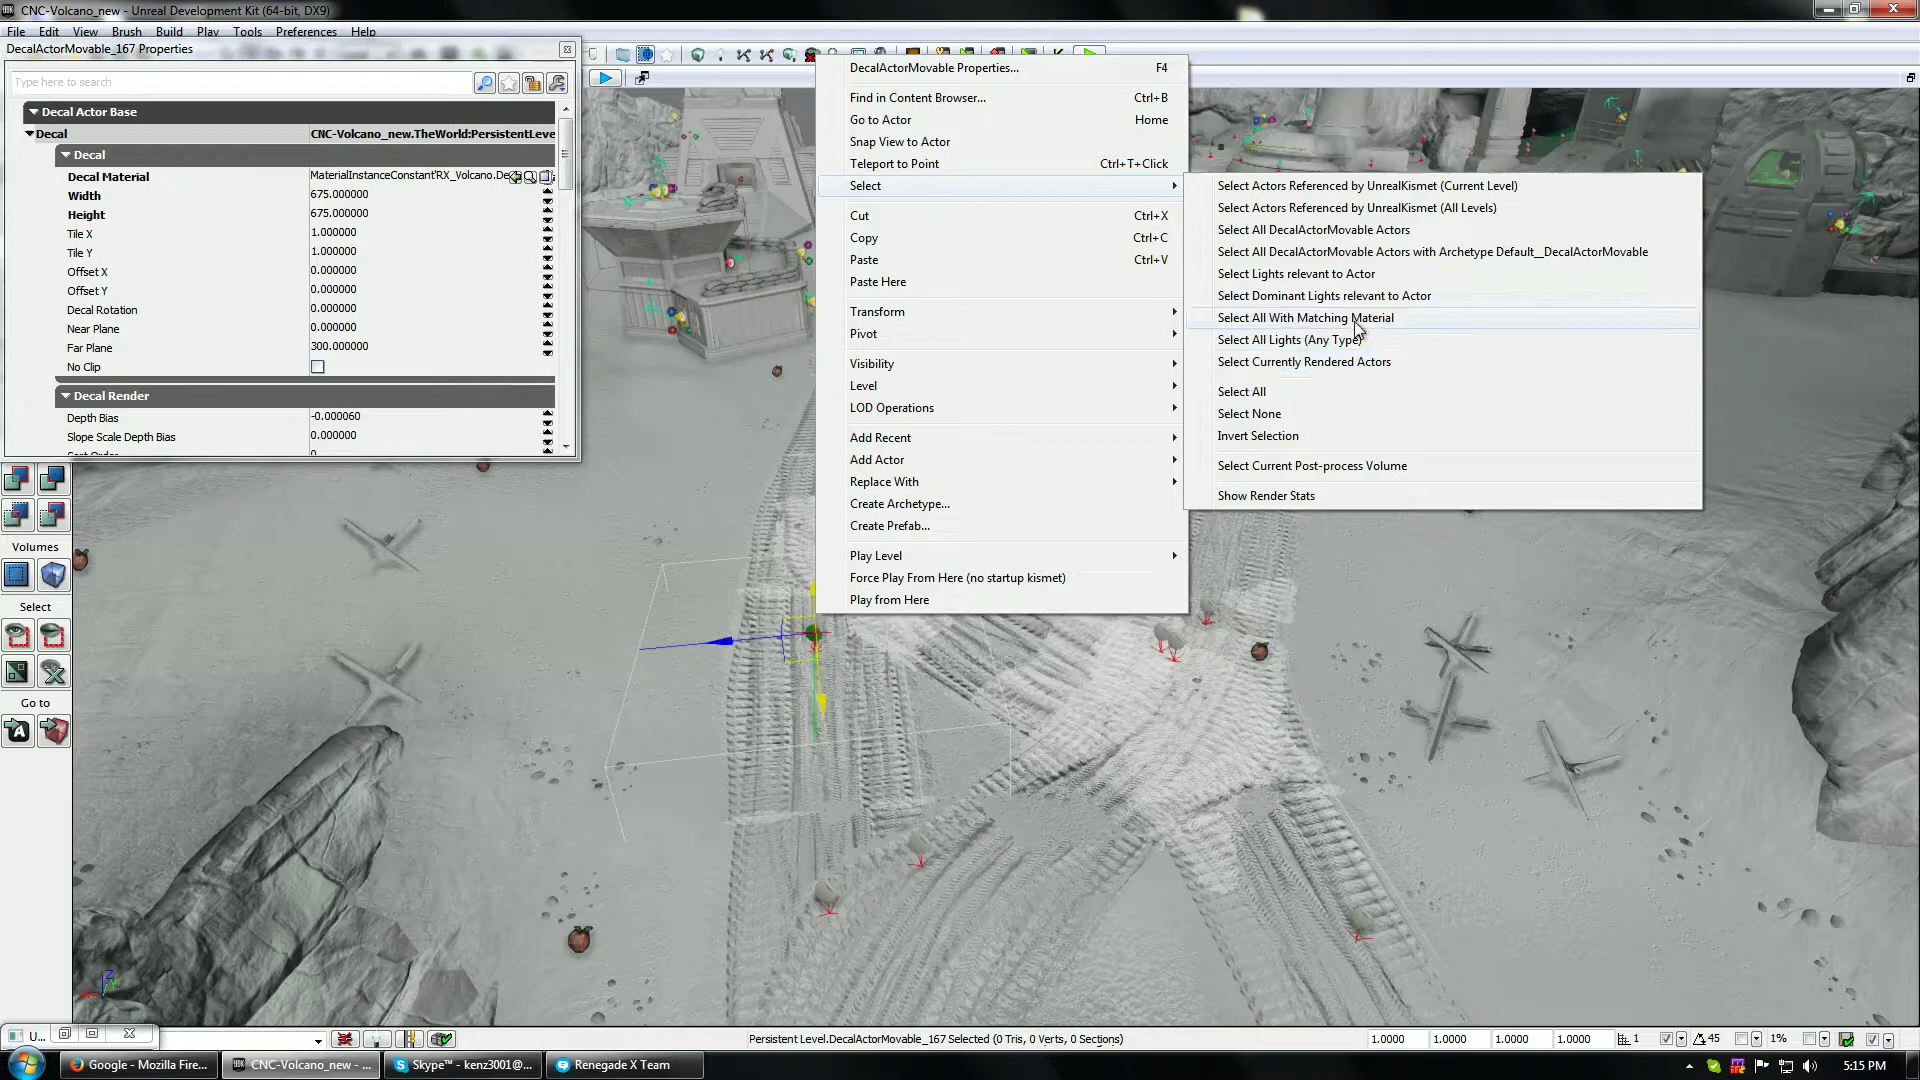 CNC-Volcano_new - Unreal Development Kit (64-bit, DX9)
File Edit View Brush Build Play Tools Preferences Help
DecalActorMovable_167 Properties
Type here to search
Decal Actor Base
Decal CNC-Volcano_new.TheWorld:PersistentLeve
Decal
Decal Material MaterialInstanceConstant'RX_Volcano.De
Width 675.000000
Height 675.000000
Tile X 1.000000
Tile Y 1.000000
Offset X 0.000000
Offset Y 0.000000
Decal Rotation 0.000000
Near Plane 0.000000
Far Plane 300.000000
No Clip
Decal Render
Depth Bias -0.000060
Slope Scale Depth Bias 0.000000
Volumes
Select
Go to
DecalActorMovable Properties... F4
Find in Content Browser... Ctrl+B
Go to Actor Home
Snap View to Actor
Teleport to Point Ctrl+T+Click
Select
Cut Ctrl+X
Copy Ctrl+C
Paste Ctrl+V
Paste Here
Transform
Pivot
Visibility
Level
LOD Operations
Add Recent
Add Actor
Replace With
Create Archetype...
Create Prefab...
Play Level
Force Play From Here (no startup kismet)
Play from Here
Select Actors Referenced by UnrealKismet (Current Level)
Select Actors Referenced by UnrealKismet (All Levels)
Select All DecalActorMovable Actors
Select All DecalActorMovable Actors with Archetype Default__DecalActorMovable
Select Lights relevant to Actor
Select Dominant Lights relevant to Actor
Select All With Matching Material
Select All Lights (Any Type)
Select Currently Rendered Actors
Select All
Select None
Invert Selection
Select Current Post-process Volume
Show Render Stats
Z
U...
Persistent Level.DecalActorMovable_167 Selected (0 Tris, 0 Verts, 0 Sections)
1.0000 1.0000 1.0000 1.0000 1 45 1%
Google - Mozilla Fire...
CNC-Volcano_new - ...
Skype™ - kenz3001@...
Renegade X Team
5:15 PM